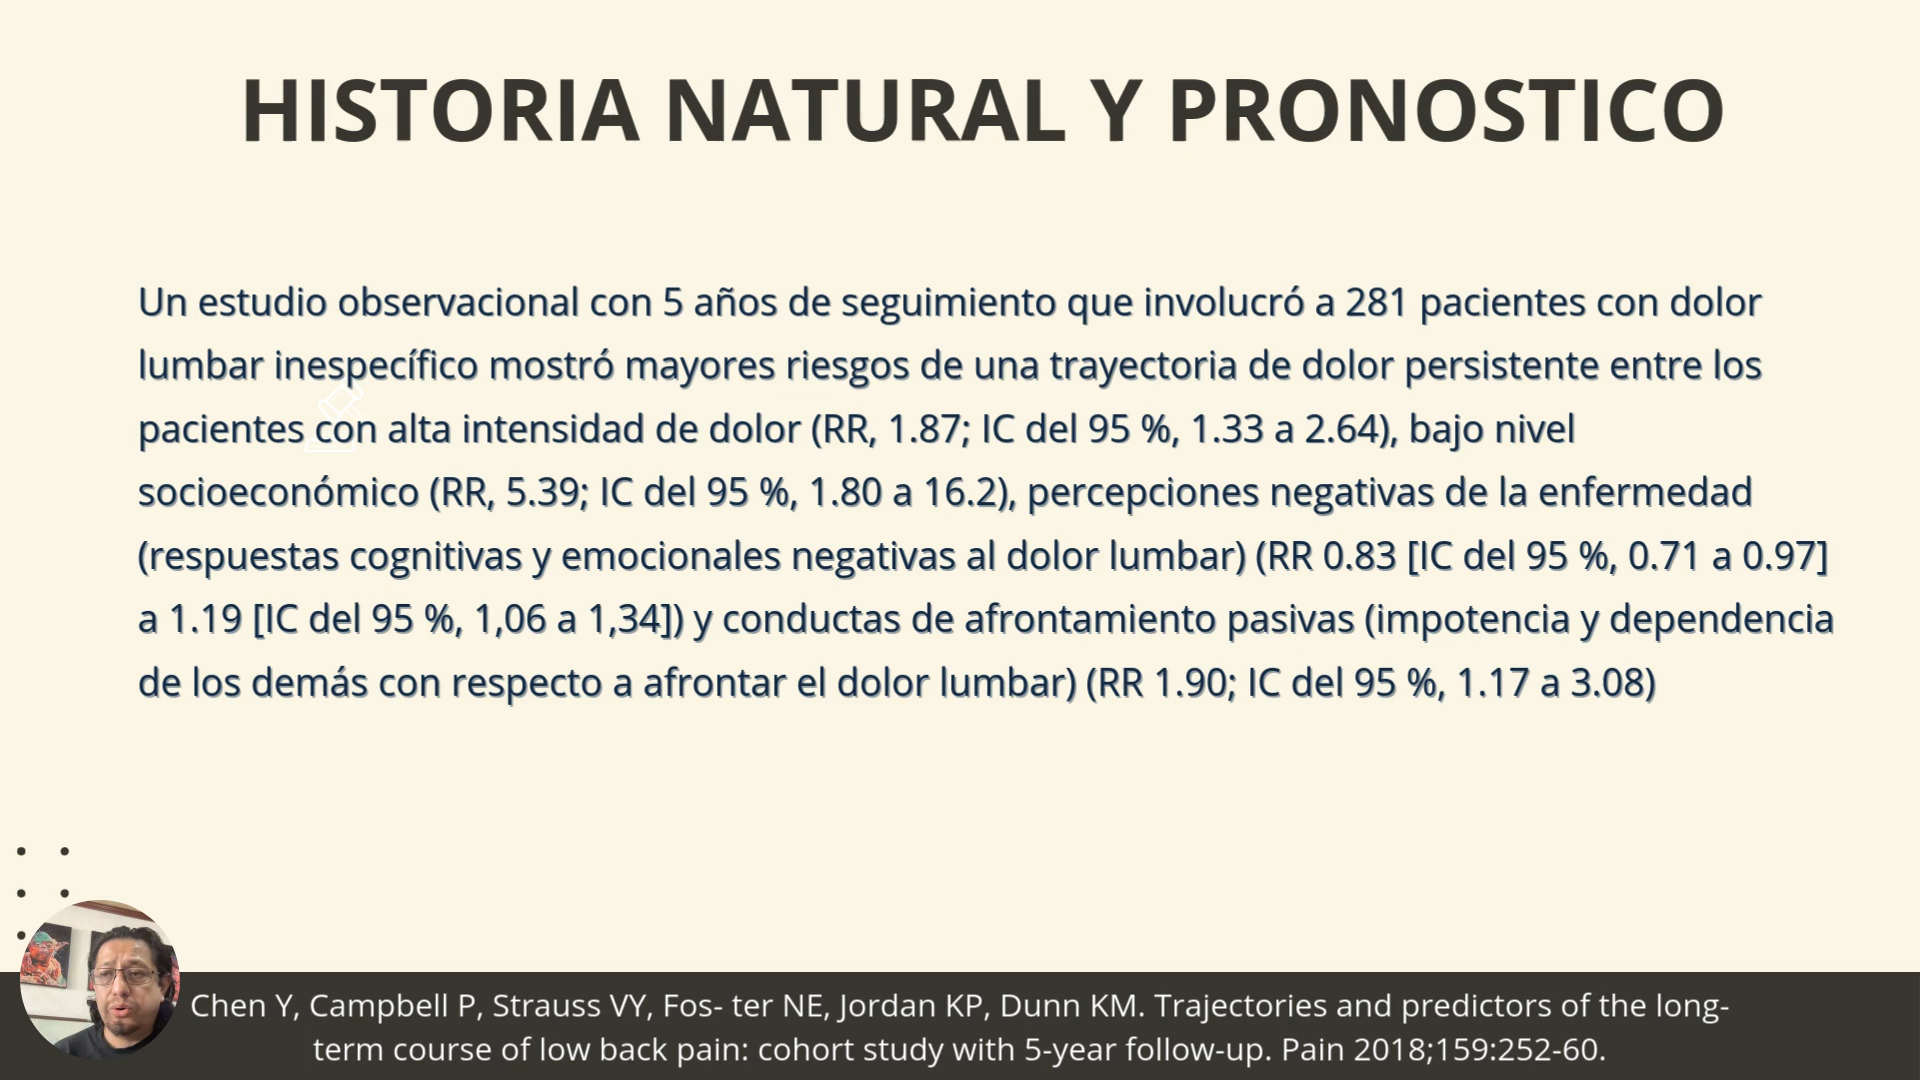 HISTORIA NATURAL Y PRONOSTICO
Un estudio observacional con 5 años de seguimiento que involucró a 281 pacientes con dolor
lumbar inespecífico mostró mayores riesgos de una trayectoria de dolor persistente entre los
pacientes con alta intensidad de dolor (RR, 1.87; IC del 95 %, 1.33 a 2.64), bajo nivel
socioeconómico (RR, 5.39; IC del 95 %, 1.80 a 16.2), percepciones negativas de la enfermedad
(respuestas cognitivas y emocionales negativas al dolor lumbar) (RR 0.83 [IC del 95 %, 0.71 a 0.97]
a 1.19 [IC del 95 %, 1,06 a 1,34]) y conductas de afrontamiento pasivas (impotencia y dependencia
de los demás con respecto a afrontar el dolor lumbar) (RR 1.90; IC del 95 %, 1.17 a 3.08)
Chen Y, Campbell P, Strauss VY, Fos- ter NE, Jordan KP, Dunn KM. Trajectories and predictors of the long-
term course of low back pain: cohort study with 5-year follow-up. Pain 2018;159:252-60.